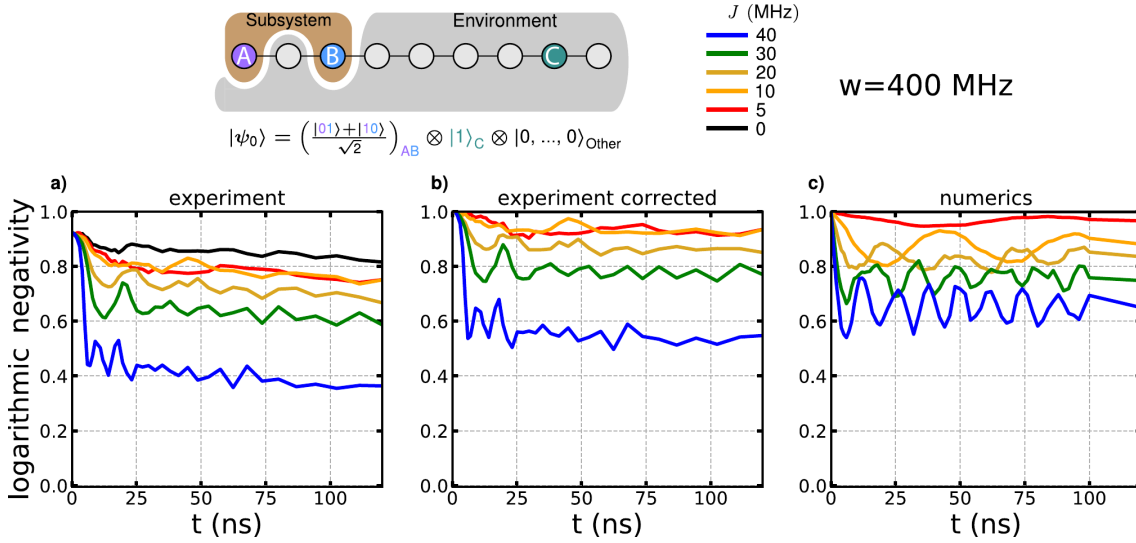 Subsystem
Environment
A
B
C
|ψ₀⟩ = ((|01⟩+|10⟩)/√2)_AB ⊗ |1⟩_C ⊗ |0, ..., 0⟩_Other
J (MHz)
40
30
20
10
5
0
w=400 MHz
logarithmic negativity
a)
experiment
1.0
0.8
0.6
0.4
0.2
0.0
0 25 50 75 100
t (ns)
b)
experiment corrected
1.0
0.8
0.6
0.4
0.2
0.0
0 25 50 75 100
t (ns)
c)
numerics
1.0
0.8
0.6
0.4
0.2
0.0
0 25 50 75 100
t (ns)